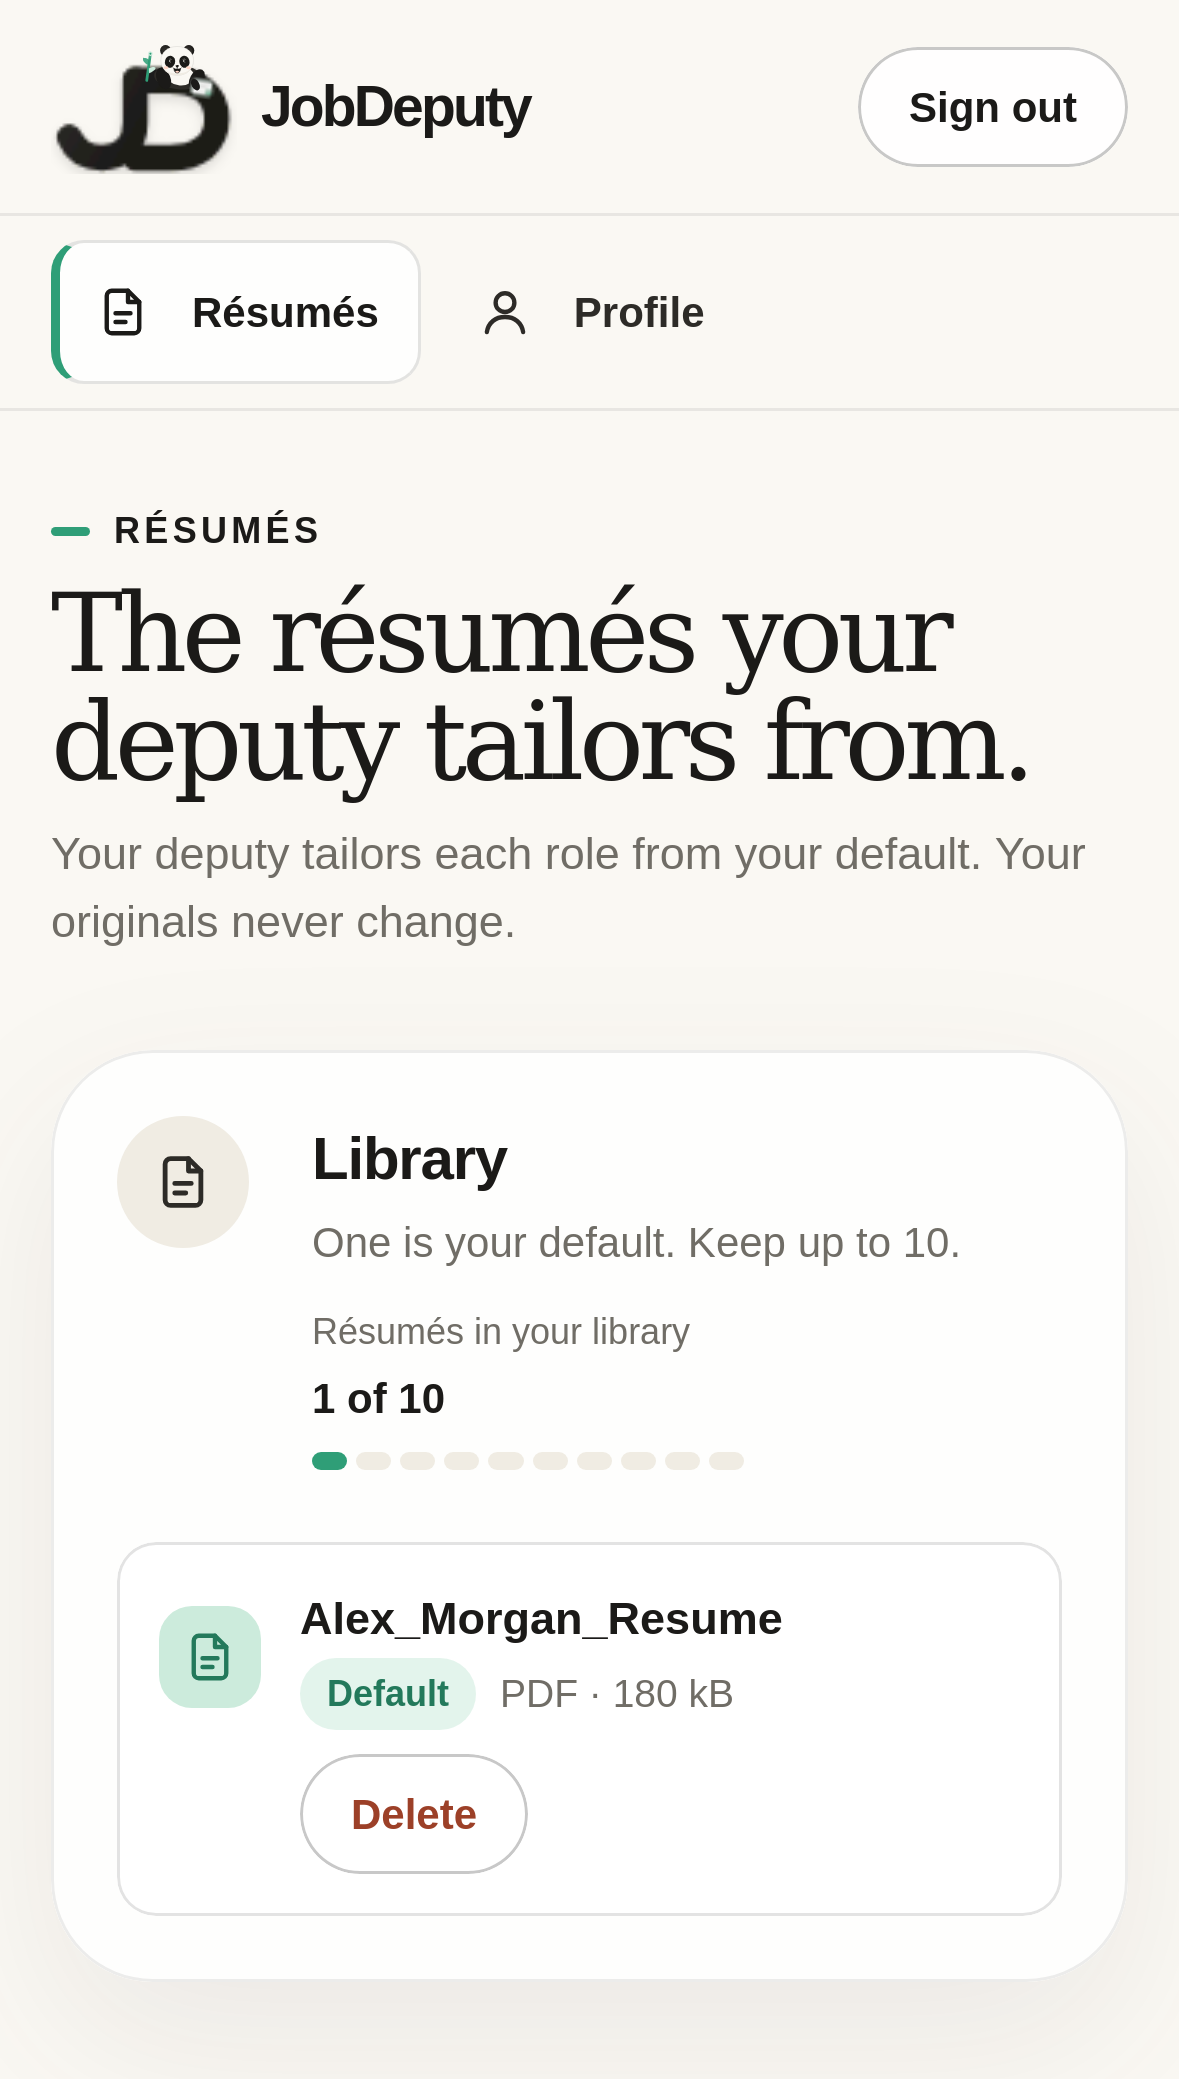 JD
JobDeputy
Sign out
Résumés
Profile
RÉSUMÉS
The résumés your
deputy tailors from.
Your deputy tailors each role from your default. Your
originals never change.
Library
One is your default. Keep up to 10.
Résumés in your library
1 of 10
Alex_Morgan_Resume
Default
PDF · 180 kB
Delete